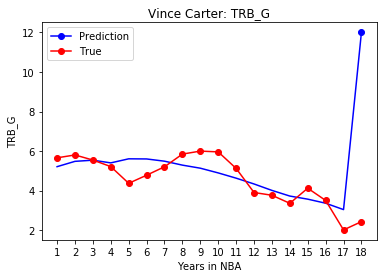 Vince Carter: TRB_G
Prediction
True
12
10
8
6
4
2
TRB_G
1 2 3 4 5 6 7 8 9 10 11 12 13 14 15 16 17 18
Years in NBA